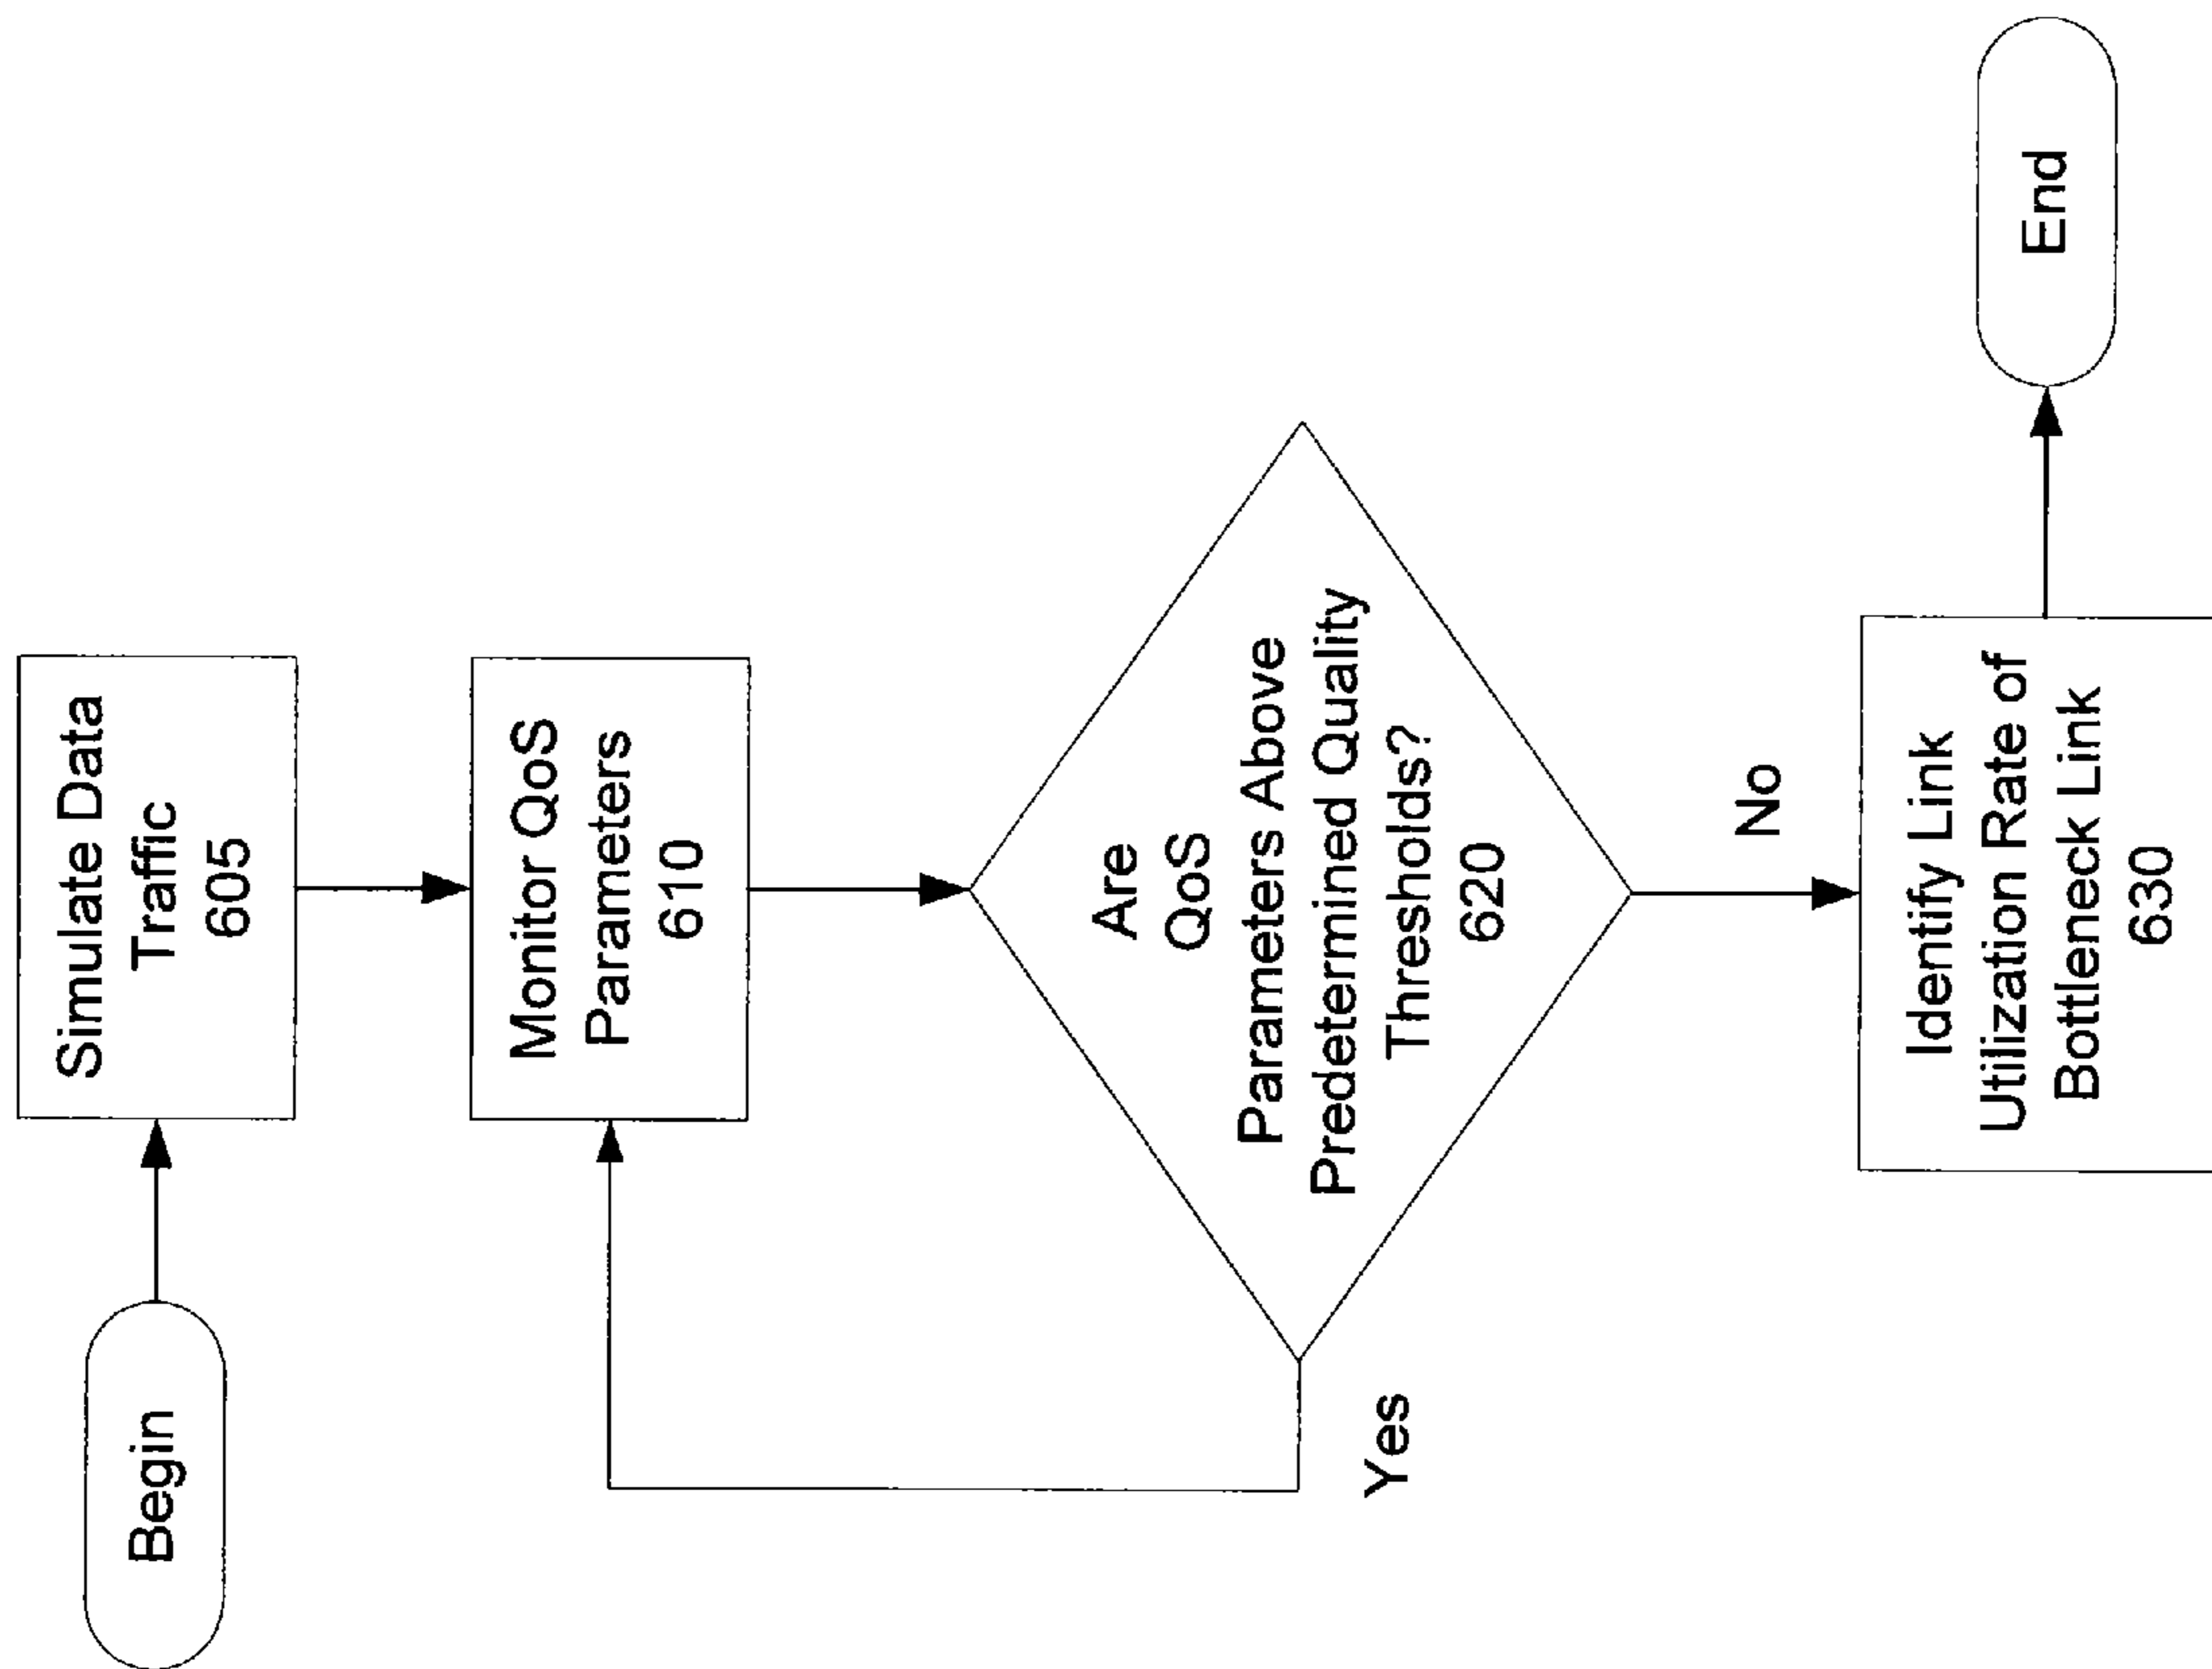 Begin
Simulate Data
Traffic
605
Monitor QoS
Parameters
610
Are
QoS
Parameters Above
Predetermined Quality
Thresholds?
620
Yes
No
Identify Link
Utilization Rate of
Bottleneck Link
630
End